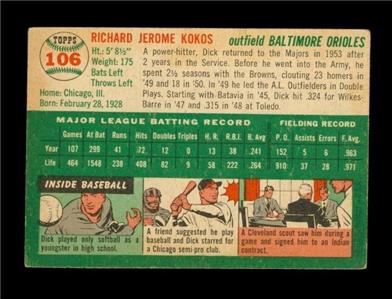 TOPPS
106
RICHARD JEROME KOKOS outfield BALTIMORE ORIOLES
Ht.: 5' 8½"
Weight: 175
Bats Left
Throws Left
Home: Chicago, Ill.
Born: February 28, 1928
A power-hitter, Dick returned to the Majors in 1953 after
2 years in the Service. Before he went into the Army, he
spent 2½ seasons with the Browns, clouting 23 homers
in '49 and 18 in '50. In '49 he led the A.L. Outfielders in Double
Plays. Starting with Batavia in '45, Dick hit .324 for Wilkes-
Barre in '47 and .315 in '48 at Toledo.
MAJOR LEAGUE BATTING RECORD FIELDING RECORD
Games At Bat Runs Hits Doubles Triples H.R. R.B.I. B. Avg. P.O. Assists Errors F. Avg.
Year 107 299 41 72 13 38 .241 152 5 6 .963
Life 464 1538 238 404 82 9 58 222 .264 910 28 28 .971
INSIDE BASEBALL
Dick played only softball as a
youngster in high school.
A friend suggested he play
baseball and Dick starred for
a Chicago semi-pro club.
A Cleveland scout saw him during a
game and signed him to an Indian
contract.